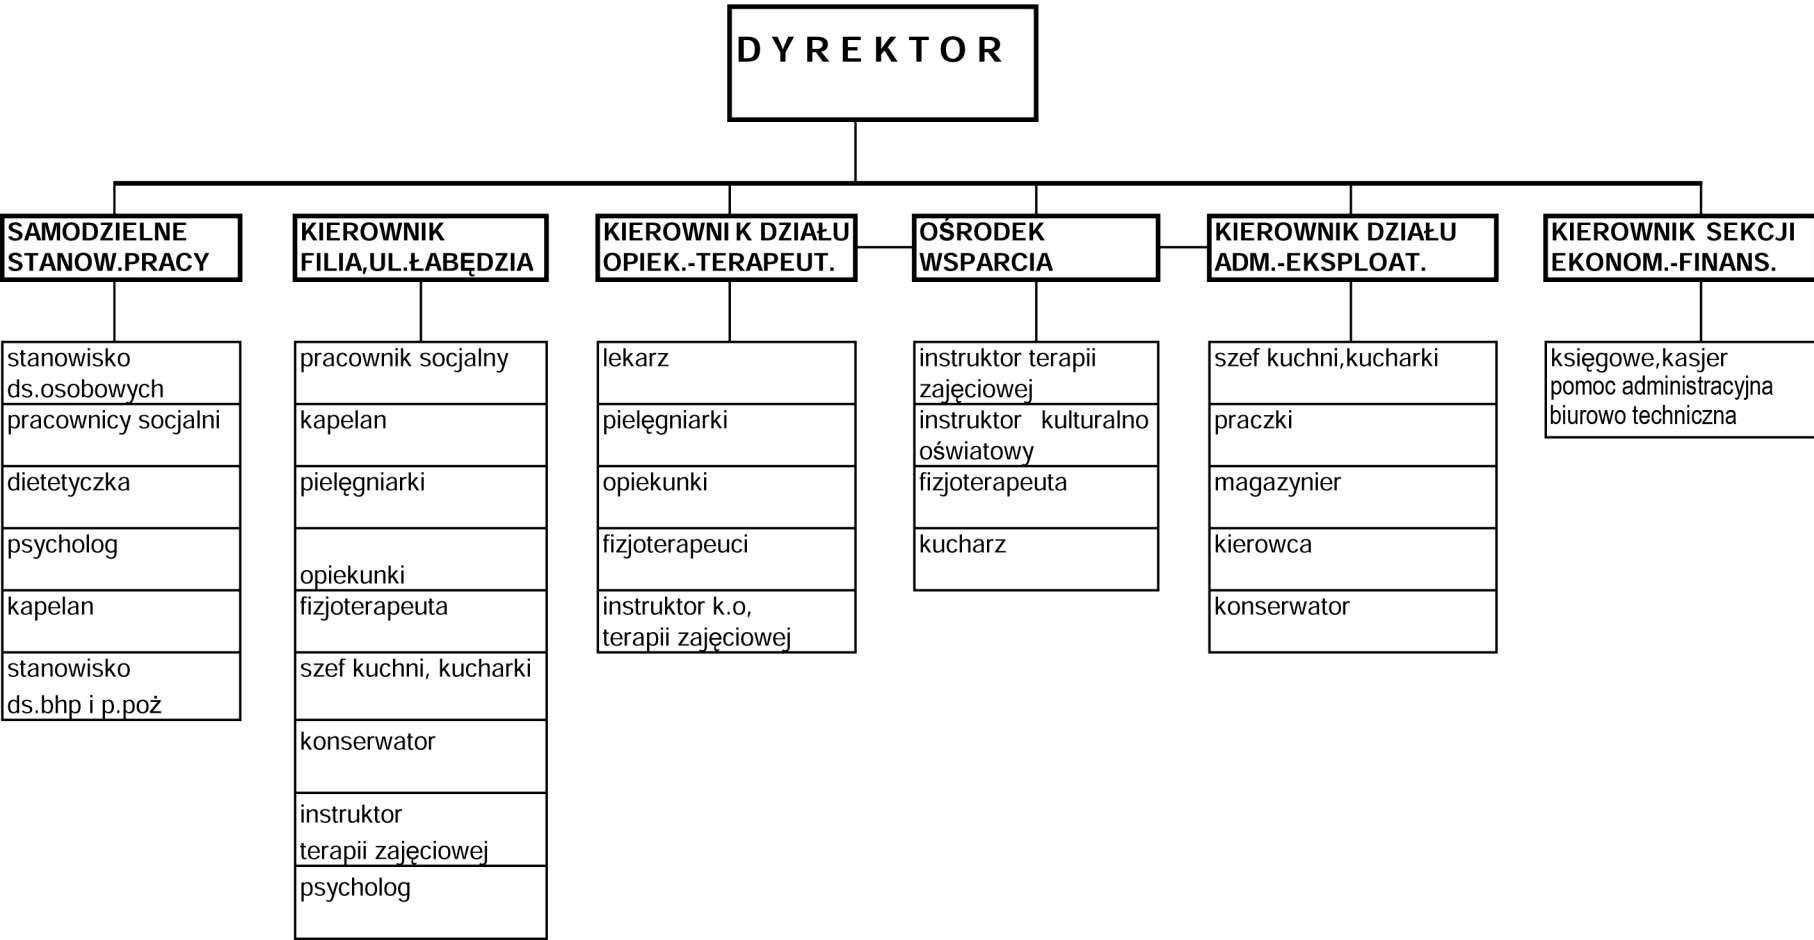 DYREKTOR
SAMODZIELNE
STANOW.PRACY
stanowisko
ds.osobowych
pracownicy socjalni
dietetyczka
psycholog
kapelan
stanowisko
ds.bhp i p.poż
KIEROWNIK
FILIA,UL.ŁABĘDZIA
pracownik socjalny
kapelan
pielęgniarki
opiekunki
fizjoterapeuta
szef kuchni, kucharki
konserwator
instruktor
terapii zajęciowej
psycholog
KIEROWNIK DZIAŁU
OPIEK.-TERAPEUT.
lekarz
pielęgniarki
opiekunki
fizjoterapeuci
instruktor k.o,
terapii zajęciowej
OŚRODEK
WSPARCIA
instruktor terapii
zajęciowej
instruktor kulturalno
oświatowy
fizjoterapeuta
kucharz
KIEROWNIK DZIAŁU
ADM.-EKSPLOAT.
szef kuchni,kucharki
praczki
magazynier
kierowca
konserwator
KIEROWNIK SEKCJI
EKONOM.-FINANS.
księgowe,kasjer
pomoc administracyjna
biurowo techniczna